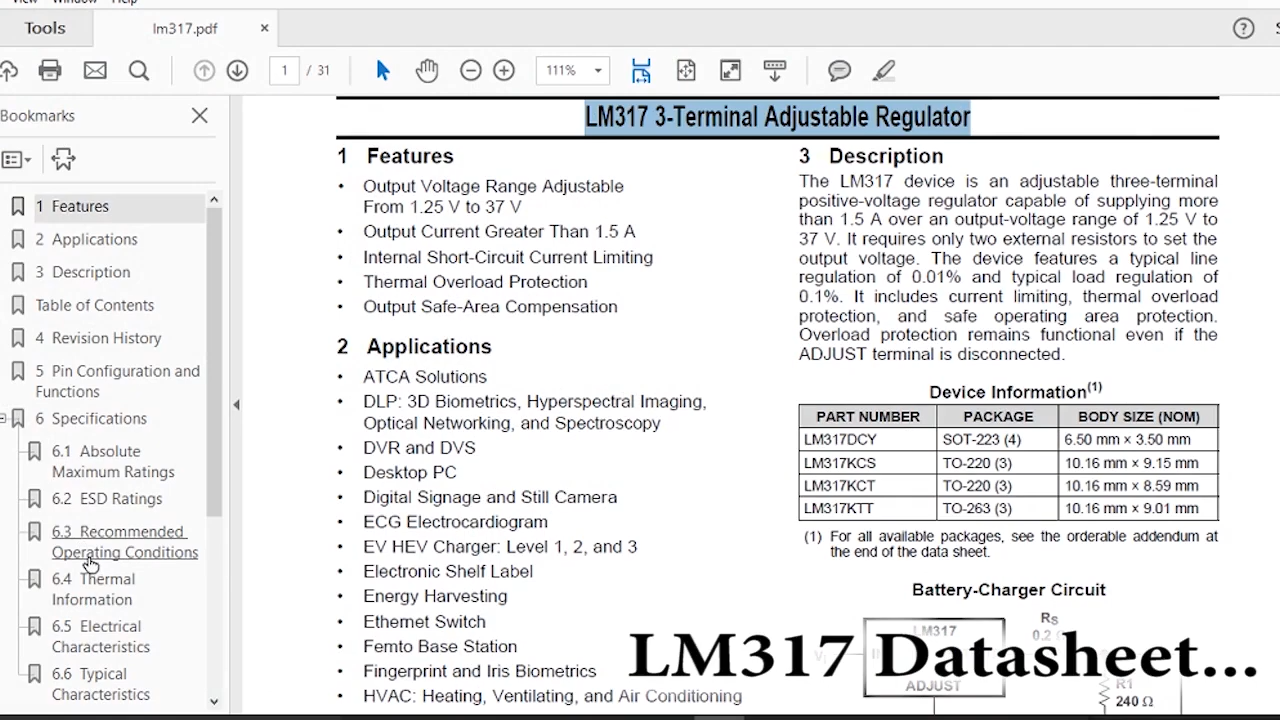 View Window Help
Tools
lm317.pdf
1 / 31
111%
Bookmarks
1 Features
2 Applications
3 Description
Table of Contents
4 Revision History
5 Pin Configuration and
Functions
6 Specifications
6.1 Absolute
Maximum Ratings
6.2 ESD Ratings
6.3 Recommended
Operating Conditions
6.4 Thermal
Information
6.5 Electrical
Characteristics
6.6 Typical
Characteristics
LM317 3-Terminal Adjustable Regulator
1 Features
• Output Voltage Range Adjustable
From 1.25 V to 37 V
• Output Current Greater Than 1.5 A
• Internal Short-Circuit Current Limiting
• Thermal Overload Protection
• Output Safe-Area Compensation
2 Applications
• ATCA Solutions
• DLP: 3D Biometrics, Hyperspectral Imaging,
Optical Networking, and Spectroscopy
• DVR and DVS
• Desktop PC
• Digital Signage and Still Camera
• ECG Electrocardiogram
• EV HEV Charger: Level 1, 2, and 3
• Electronic Shelf Label
• Energy Harvesting
• Ethernet Switch
• Femto Base Station
• Fingerprint and Iris Biometrics
• HVAC: Heating, Ventilating, and Air Conditioning
3 Description
The LM317 device is an adjustable three-terminal
positive-voltage regulator capable of supplying more
than 1.5 A over an output-voltage range of 1.25 V to
37 V. It requires only two external resistors to set the
output voltage. The device features a typical line
regulation of 0.01% and typical load regulation of
0.1%. It includes current limiting, thermal overload
protection, and safe operating area protection.
Overload protection remains functional even if the
ADJUST terminal is disconnected.
Device Information(1)
PART NUMBER PACKAGE BODY SIZE (NOM)
LM317DCY SOT-223 (4) 6.50 mm × 3.50 mm
LM317KCS TO-220 (3) 10.16 mm × 9.15 mm
LM317KCT TO-220 (3) 10.16 mm × 8.59 mm
LM317KTT TO-263 (3) 10.16 mm × 9.01 mm
(1) For all available packages, see the orderable addendum at
the end of the data sheet.
Battery-Charger Circuit
LM317
RS
0.2
ADJUST
R1
240 Ω
LM317 Datasheet...